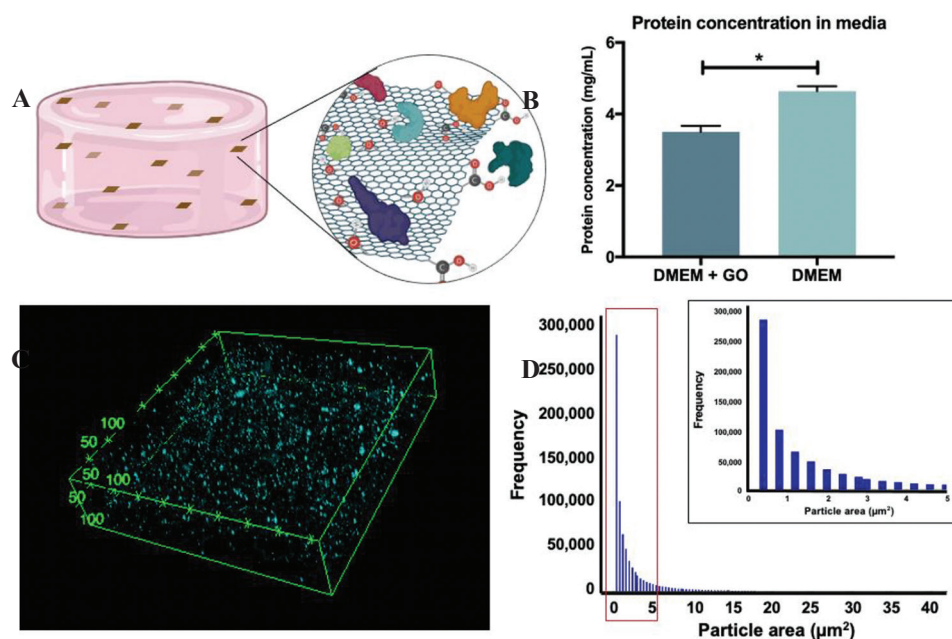 A
B
Protein concentration in media
Protein concentration (mg/mL)
6
4
2
0
*
DMEM + GO
DMEM
C
50
100
50
100
50
100
D
Frequency
300,000
250,000
200,000
150,000
100,000
50,000
0
0 5 10 15 20 25 30 35 40
Particle area (µm²)
Frequency
300,000
250,000
200,000
150,000
100,000
50,000
0
0 1 2 3 4 5
Particle area (µm²)
C O H
C O H
C O